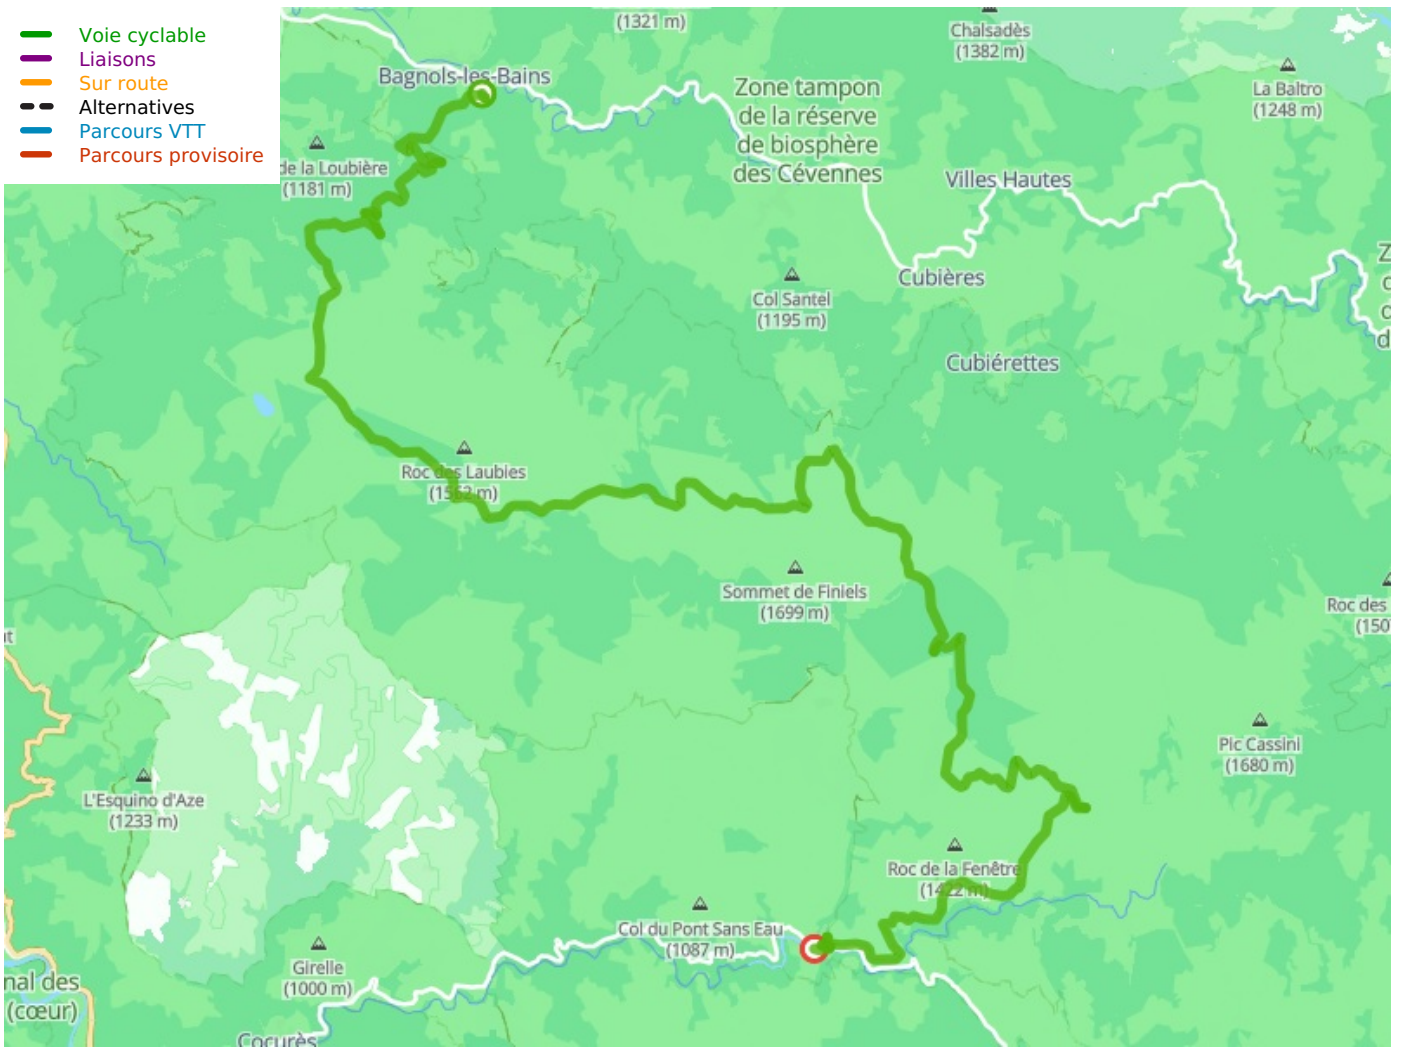 Voie cyclable
Liaisons
Sur route
Alternatives
Parcours VTT
Parcours provisoire
(1321 m)
Chalsadès
(1382 m)
Bagnols-les-Bains
La Baltro
(1248 m)
Zone tampon
de la réserve
de biosphère
des Cévennes
de la Loubière
(1181 m)
Villes Hautes
Cubières
Col Santel
(1195 m)
Cubiérettes
Roc des Laubies
(1562 m)
Sommet de Finiels
(1699 m)
Roc des
(150
Pic Cassini
(1680 m)
L'Esquino d'Aze
(1233 m)
Roc de la Fenêtre
(1422 m)
Col du Pont Sans Eau
(1087 m)
Girelle
(1000 m)
nal des
(cœur)
Cocurès